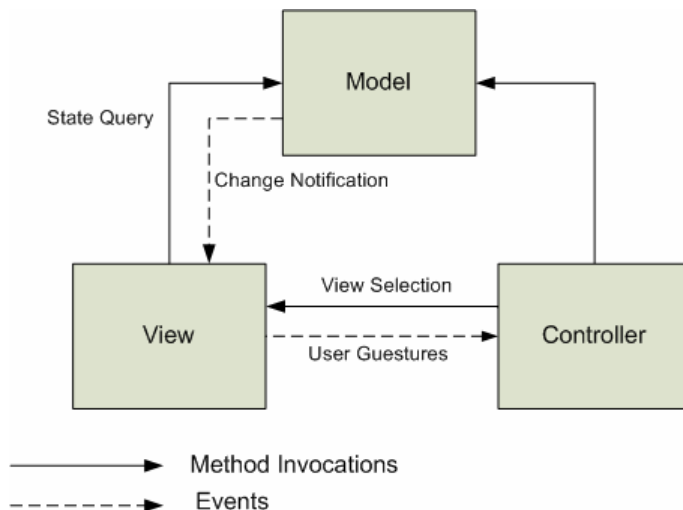 Model
State Query
Change Notification
View Selection
View
Controller
User Guestures
Method Invocations
Events